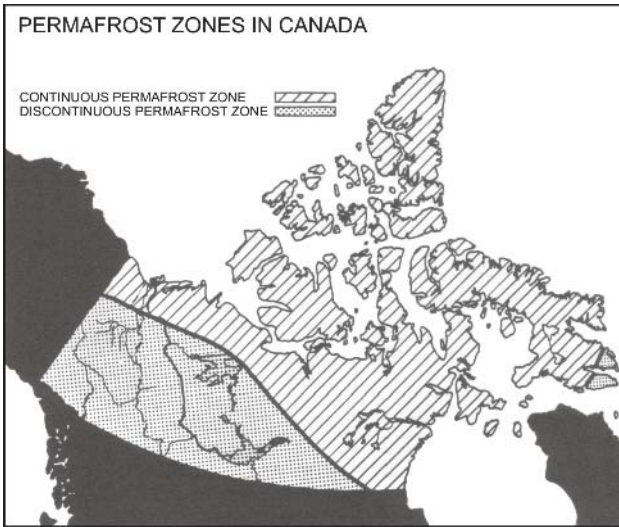 PERMAFROST ZONES IN CANADA
CONTINUOUS PERMAFROST ZONE
DISCONTINUOUS PERMAFROST ZONE